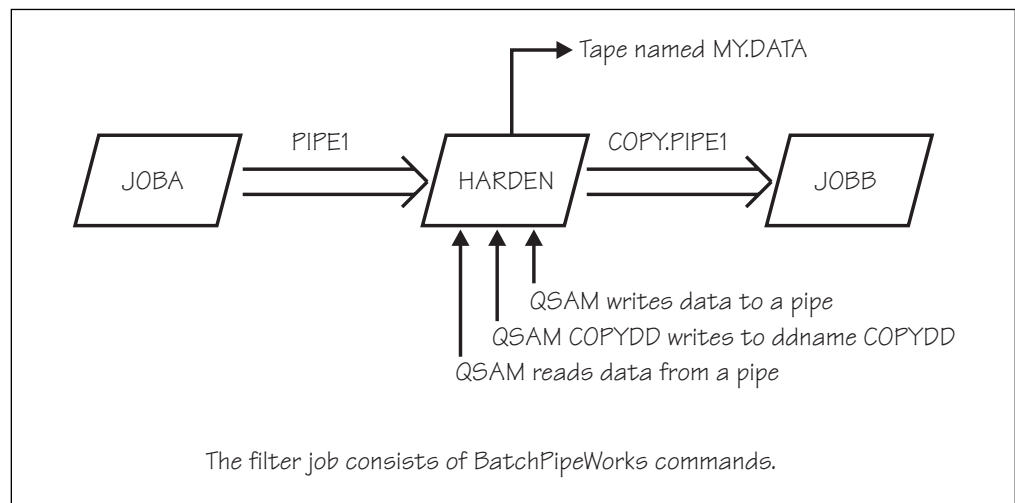 Tape named MY.DATA
PIPE1
COPY.PIPE1
JOBA
HARDEN
JOBB
QSAM writes data to a pipe
QSAM COPYDD writes to ddname COPYDD
QSAM reads data from a pipe
The filter job consists of BatchPipeWorks commands.